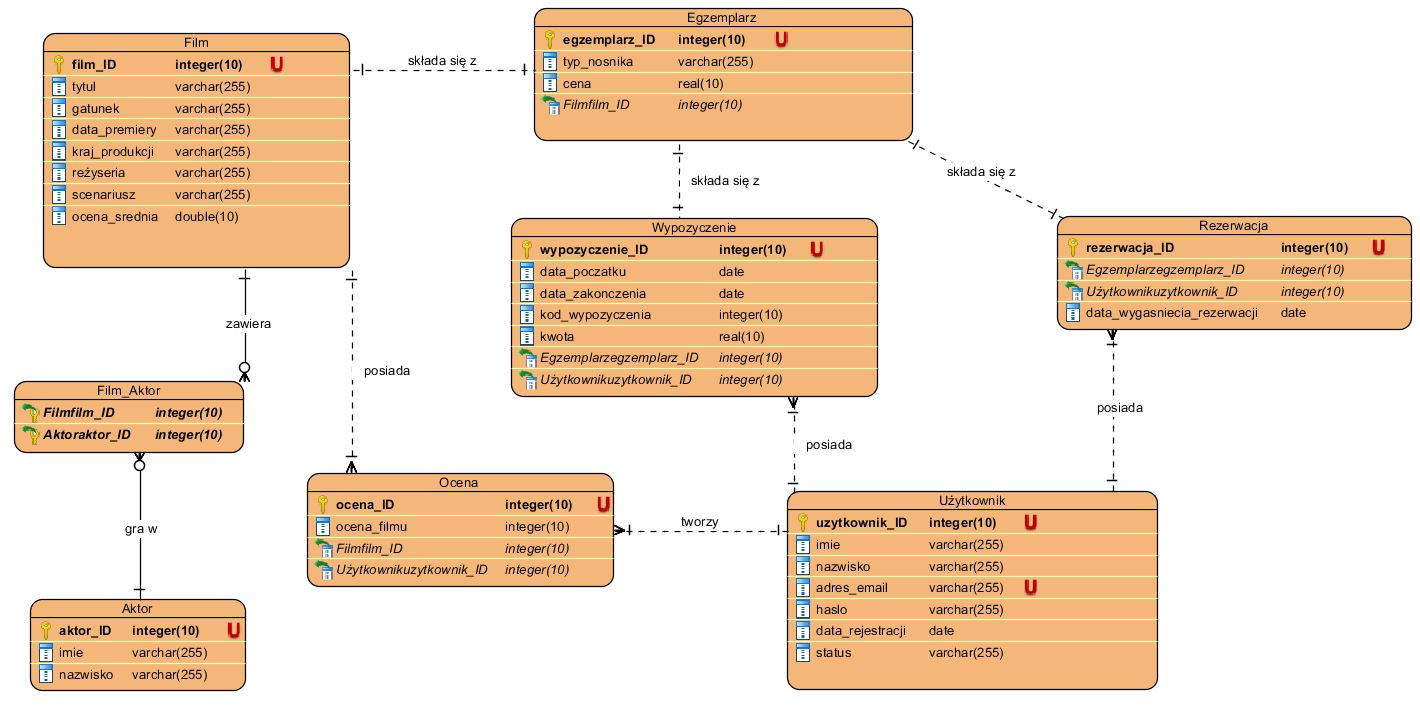 Film
film_ID integer(10) U
tytul varchar(255)
gatunek varchar(255)
data_premiery varchar(255)
kraj_produkcji varchar(255)
reżyseria varchar(255)
scenariusz varchar(255)
ocena_srednia double(10)
składa się z
Egzemplarz
egzemplarz_ID integer(10) U
typ_nosnika varchar(255)
cena real(10)
Filmfilm_ID integer(10)
składa się z
składa się z
Wypozyczenie
wypozyczenie_ID integer(10) U
data_poczatku date
data_zakonczenia date
kod_wypozyczenia integer(10)
kwota real(10)
Egzemplarzegzemplarz_ID integer(10)
Użytkownikuzytkownik_ID integer(10)
Rezerwacja
rezerwacja_ID integer(10) U
Egzemplarzegzemplarz_ID integer(10)
Użytkownikuzytkownik_ID integer(10)
data_wygasniecia_rezerwacji date
zawiera
posiada
Film_Aktor
Filmfilm_ID integer(10)
Aktoraktor_ID integer(10)
posiada
posiada
gra w
Ocena
ocena_ID integer(10) U
ocena_filmu integer(10)
Filmfilm_ID integer(10)
Użytkownikuzytkownik_ID integer(10)
tworzy
Użytkownik
uzytkownik_ID integer(10) U
imie varchar(255)
nazwisko varchar(255)
adres_email varchar(255) U
haslo varchar(255)
data_rejestracji date
status varchar(255)
Aktor
aktor_ID integer(10) U
imie varchar(255)
nazwisko varchar(255)